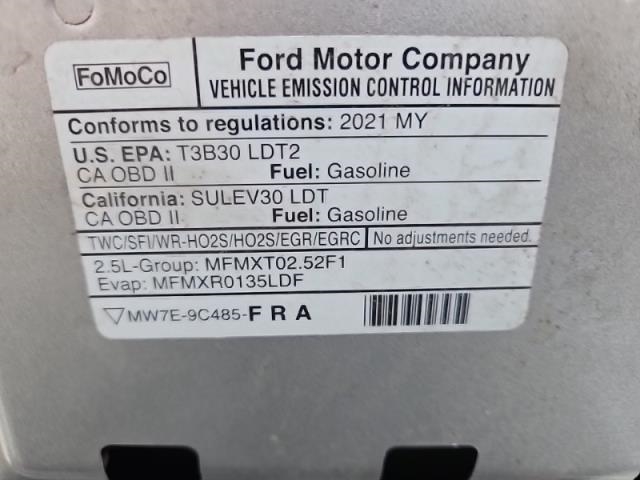 FoMoCo
Ford Motor Company
VEHICLE EMISSION CONTROL INFORMATION
Conforms to regulations: 2021 MY
U.S. EPA: T3B30 LDT2
CA OBD II Fuel: Gasoline
California: SULEV30 LDT
CA OBD II Fuel: Gasoline
TWC/SFI/WR-HO2S/HO2S/EGR/EGRC No adjustments needed.
2.5L-Group: MFMXT02.52F1
Evap: MFMXR0135LDF
MW7E-9C485-F R A